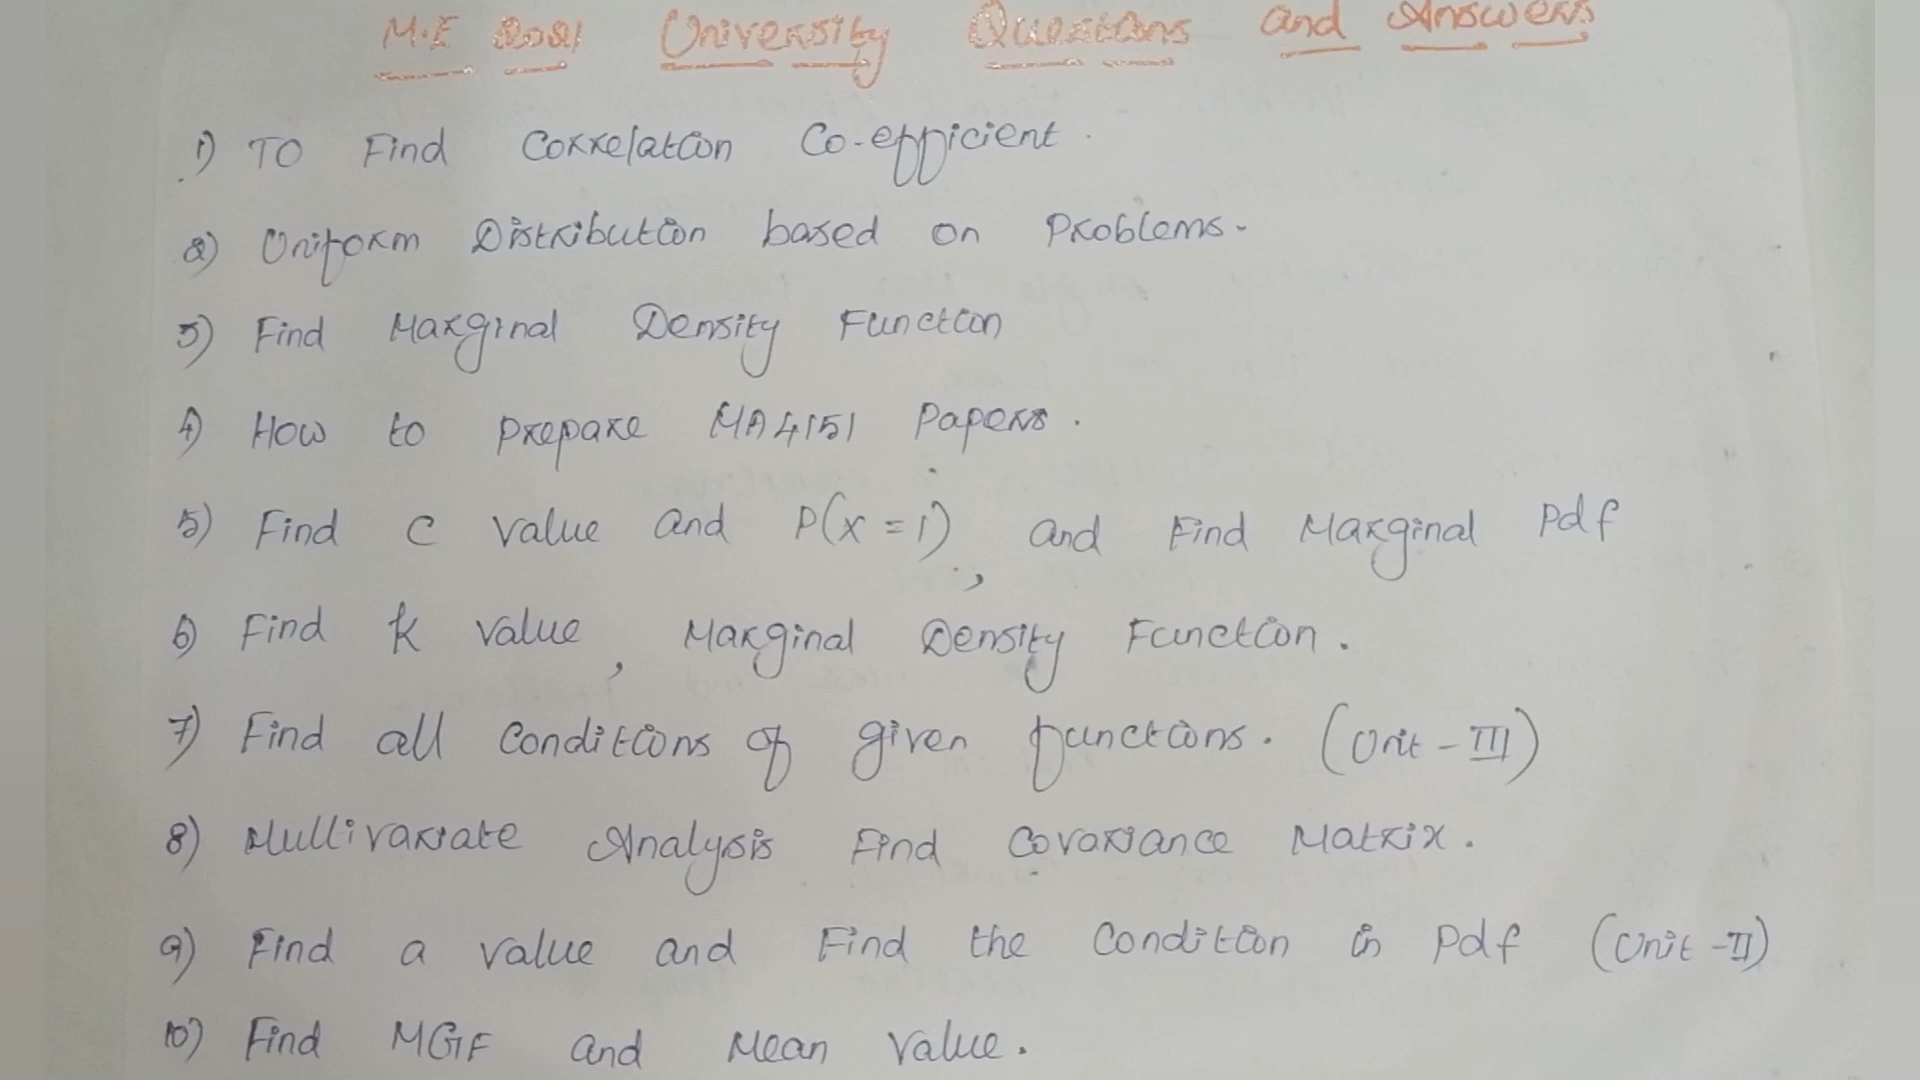 M.E 2021 University Questions and Answers
1) TO Find Correlation Co-efficient.
2) Uniform Distribution based on Problems.
3) Find Marginal Density Function
4) How to prepare MA4151 Papers.
5) Find C value and P(x=1), and Find Marginal Pdf
6) Find k value, Marginal Density Function.
7) Find all Conditions of given functions. (Unit - III)
8) Multivariate Analysis Find Covariance Matrix.
9) Find a value and Find the Condition in Pdf (Unit - II)
10) Find MGF and Mean Value.